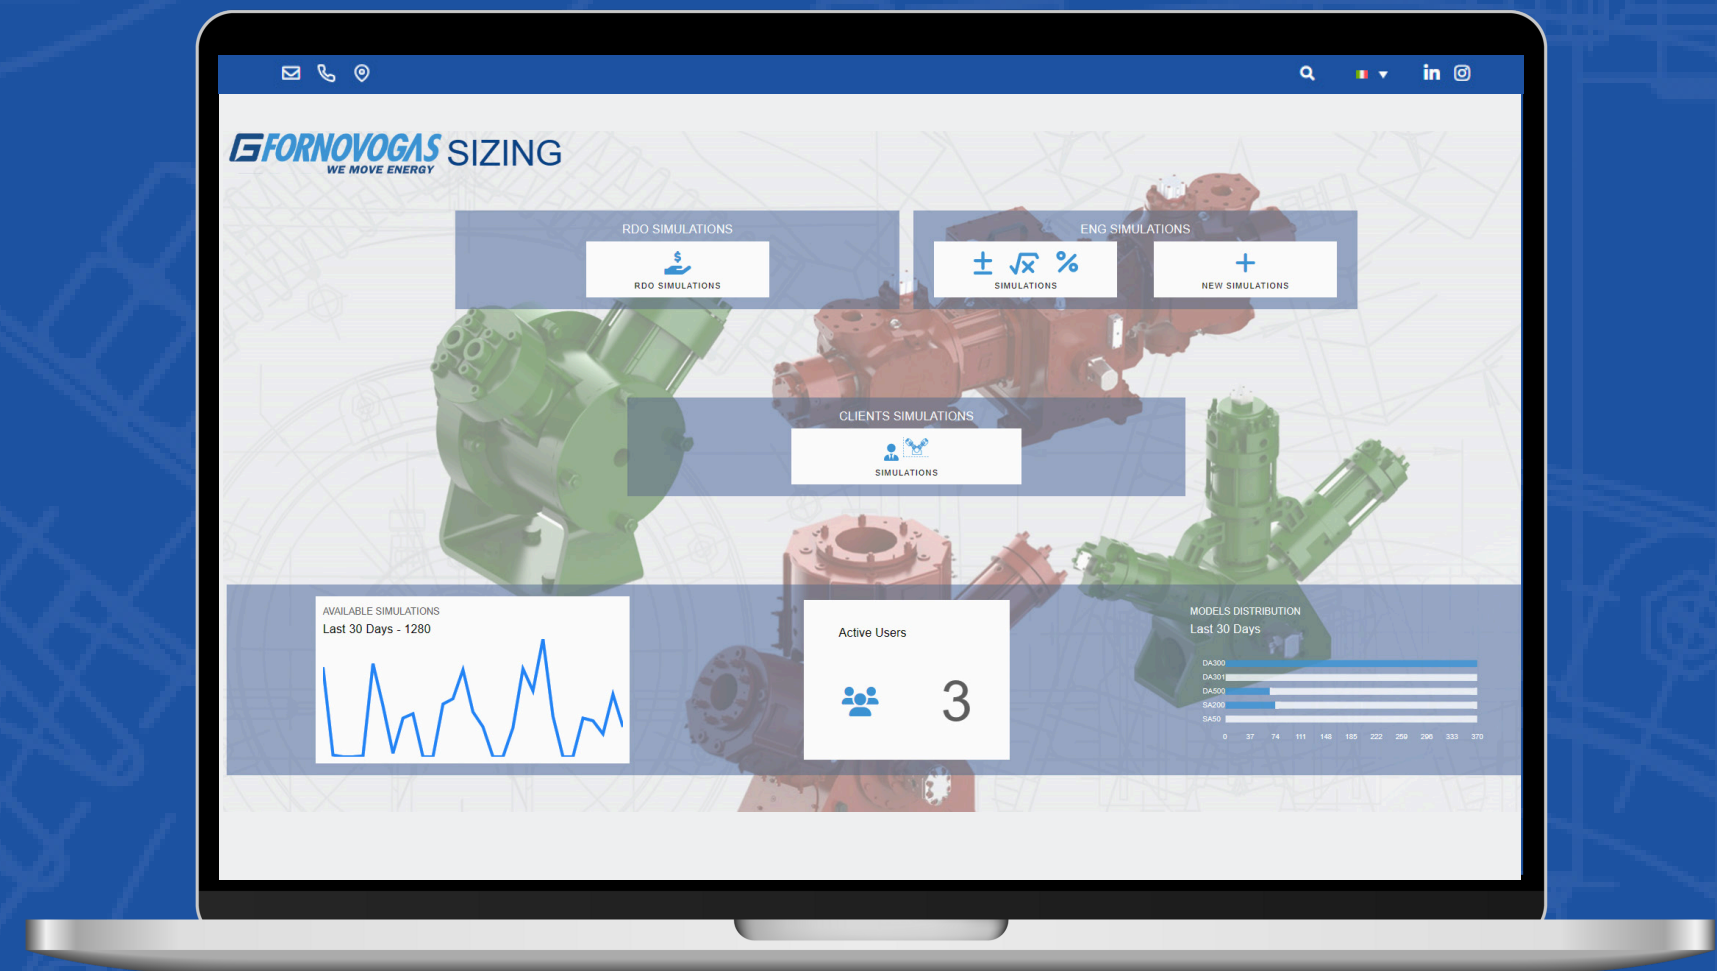 in
FORNOVOGAS SIZING
WE MOVE ENERGY
RDO SIMULATIONS
$
RDO SIMULATIONS
ENG SIMULATIONS
± √x %
SIMULATIONS
+
NEW SIMULATIONS
CLIENTS SIMULATIONS
SIMULATIONS
AVAILABLE SIMULATIONS
Last 30 Days - 1280
Active Users
3
MODELS DISTRIBUTION
Last 30 Days
DA300
DA301
DA500
SA200
SA50
0 37 74 111 148 185 222 259 296 333 370